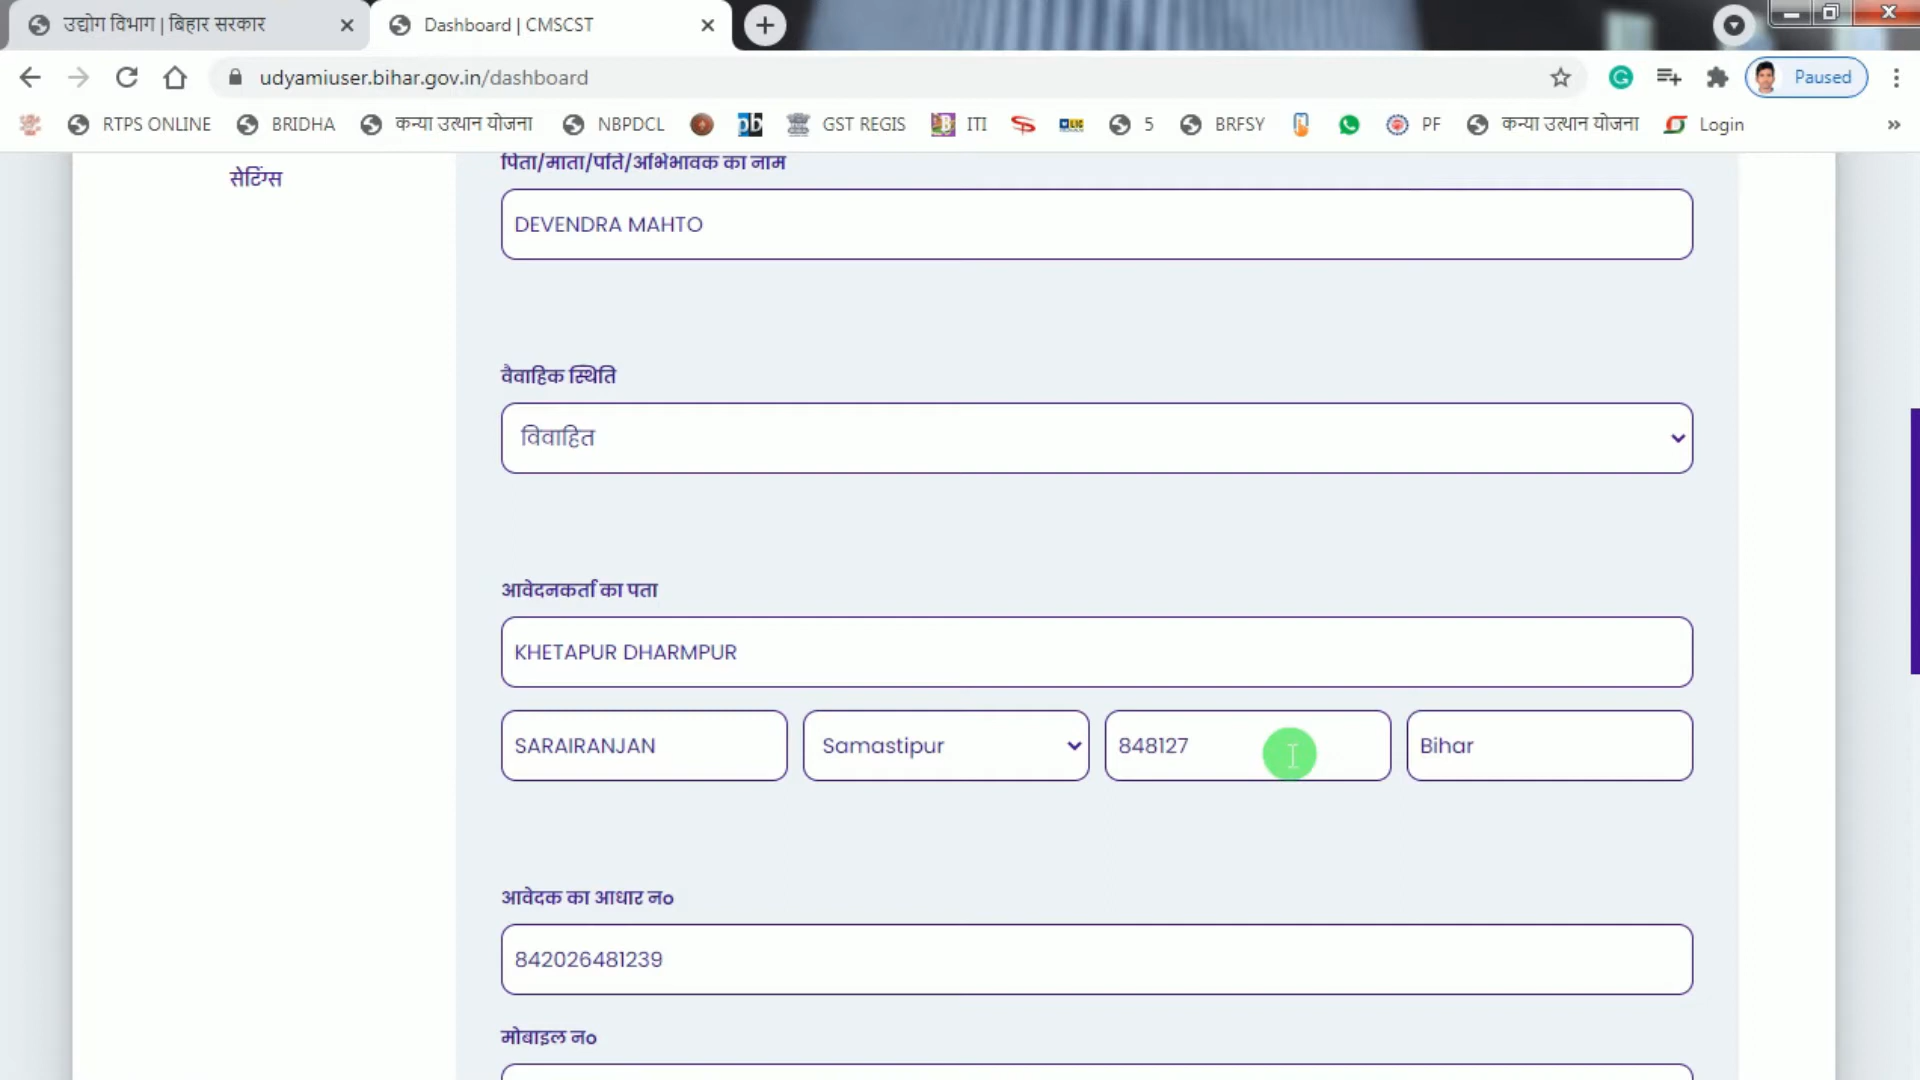 उद्योग विभाग | बिहार सरकार
Dashboard | CMSCST
udyamiuser.bihar.gov.in/dashboard
Paused
RTPS ONLINE
BRIDHA
कन्या उत्थान योजना
NBPDCL
pb
GST REGIS
ITI
5
BRFSY
PF
कन्या उत्थान योजना
Login
सेटिंग्स
पिता/माता/पति/अभिभावक का नाम
DEVENDRA MAHTO
वैवाहिक स्थिति
विवाहित
आवेदनकर्ता का पता
KHETAPUR DHARMPUR
SARAIRANJAN
Samastipur
848127
Bihar
आवेदक का आधार न०
842026481239
मोबाइल न०